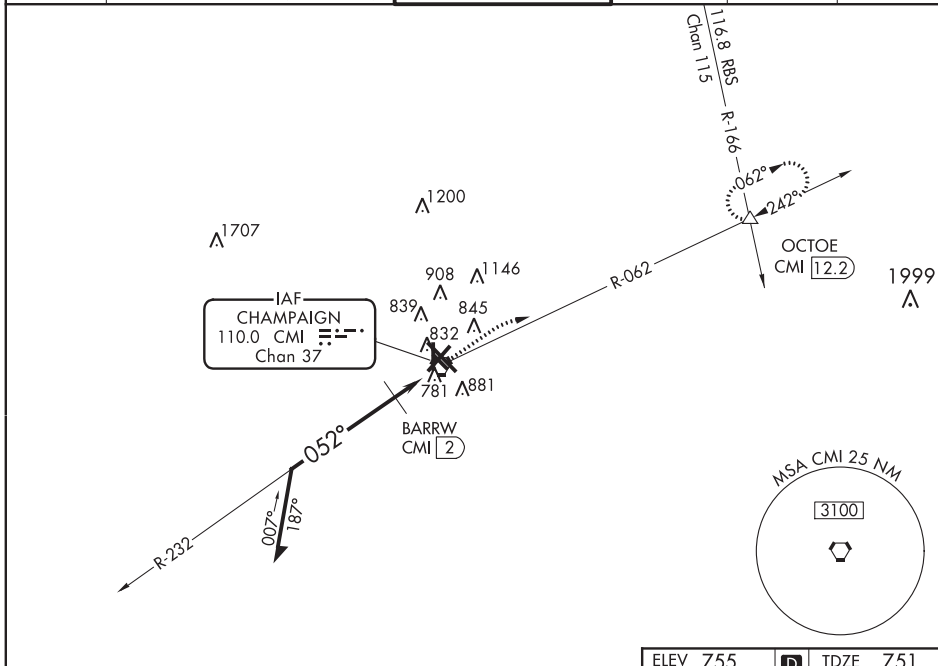 116.8 RBS
Chan 115
R-166
062°
242°
1200
1707
OCTOE
CMI 12.2
R-062
908
1146
1999
IAF
CHAMPAIGN
110.0 CMI
Chan 37
839
845
832
781
881
BARRW
CMI 2
052°
MSA CMI 25 NM
3100
007°
187°
R-232
ELEV 755 D TDZE 751